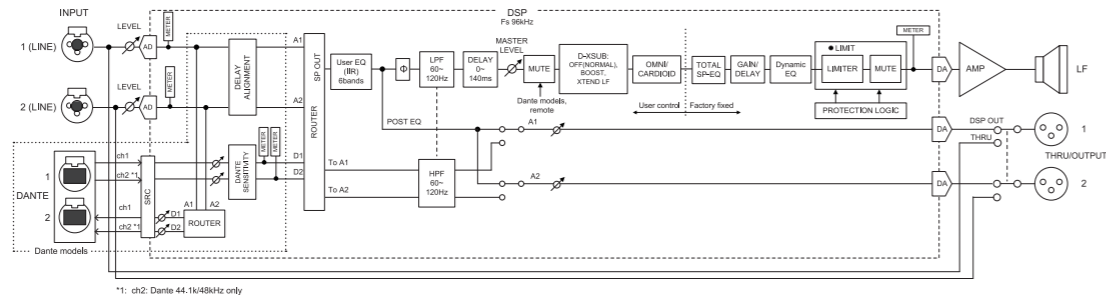 INPUT
1 (LINE)
LEVEL
AD
METER
2 (LINE)
LEVEL
AD
METER
DSP
Fs 96kHz
DELAY
ALIGNMENT
A1
A2
SP OUT
ROUTER
User EQ
(IIR)
6bands
Φ
LPF
60~
120Hz
DELAY
0~
140ms
MASTER
LEVEL
MUTE
Dante models,
remote
D-XSUB:
OFF(NORMAL),
BOOST,
XTEND LF
OMNI/
CARDIOID
TOTAL
SP-EQ
GAIN/
DELAY
Dynamic
EQ
User control
Factory fixed
METER
LIMIT
LIMITER
MUTE
PROTECTION LOGIC
DA
AMP
LF
POST EQ
A1
DA
DSP OUT
1
THRU
THRU/OUTPUT
A2
DA
2
DANTE
1
2
ch1
ch2 *1
ch1
ch2 *1
SRC
D1
D2
A1
A2
ROUTER
DANTE
SENSITIVITY
METER
METER
D1
D2
To A1
To A2
HPF
60~
120Hz
Dante models
*1: ch2: Dante 44.1k/48kHz only